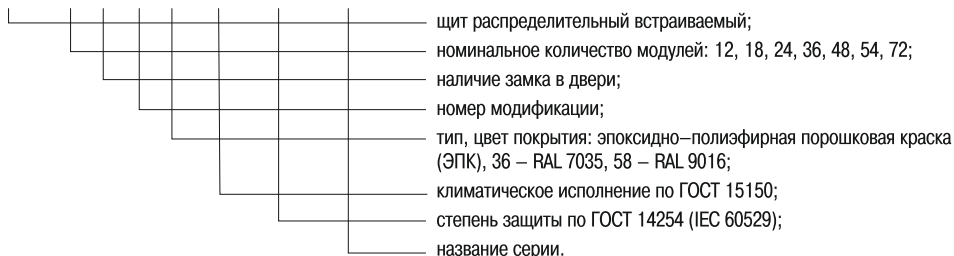 щит распределительный встраиваемый;
номинальное количество модулей: 12, 18, 24, 36, 48, 54, 72;
наличие замка в двери;
номер модификации;
тип, цвет покрытия: эпоксидно–полиэфирная порошковая краска
(ЭПК), 36 – RAL 7035, 58 – RAL 9016;
климатическое исполнение по ГОСТ 15150;
степень защиты по ГОСТ 14254 (IEC 60529);
название серии.